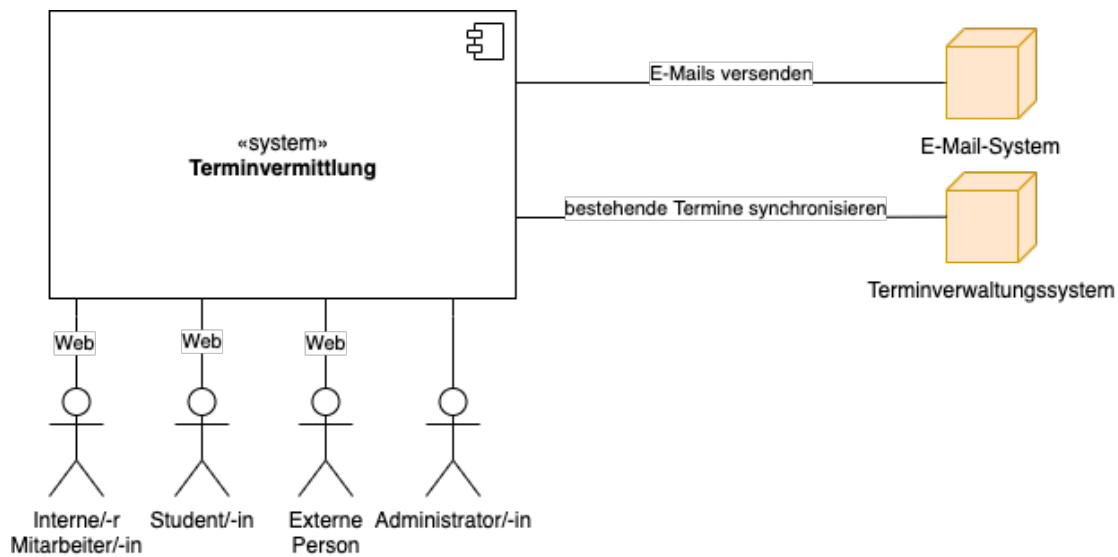 «system»
Terminvermittlung
E-Mails versenden
E-Mail-System
bestehende Termine synchronisieren
Terminverwaltungssystem
Web
Web
Web
Interne/-r
Mitarbeiter/-in
Student/-in
Externe
Person
Administrator/-in